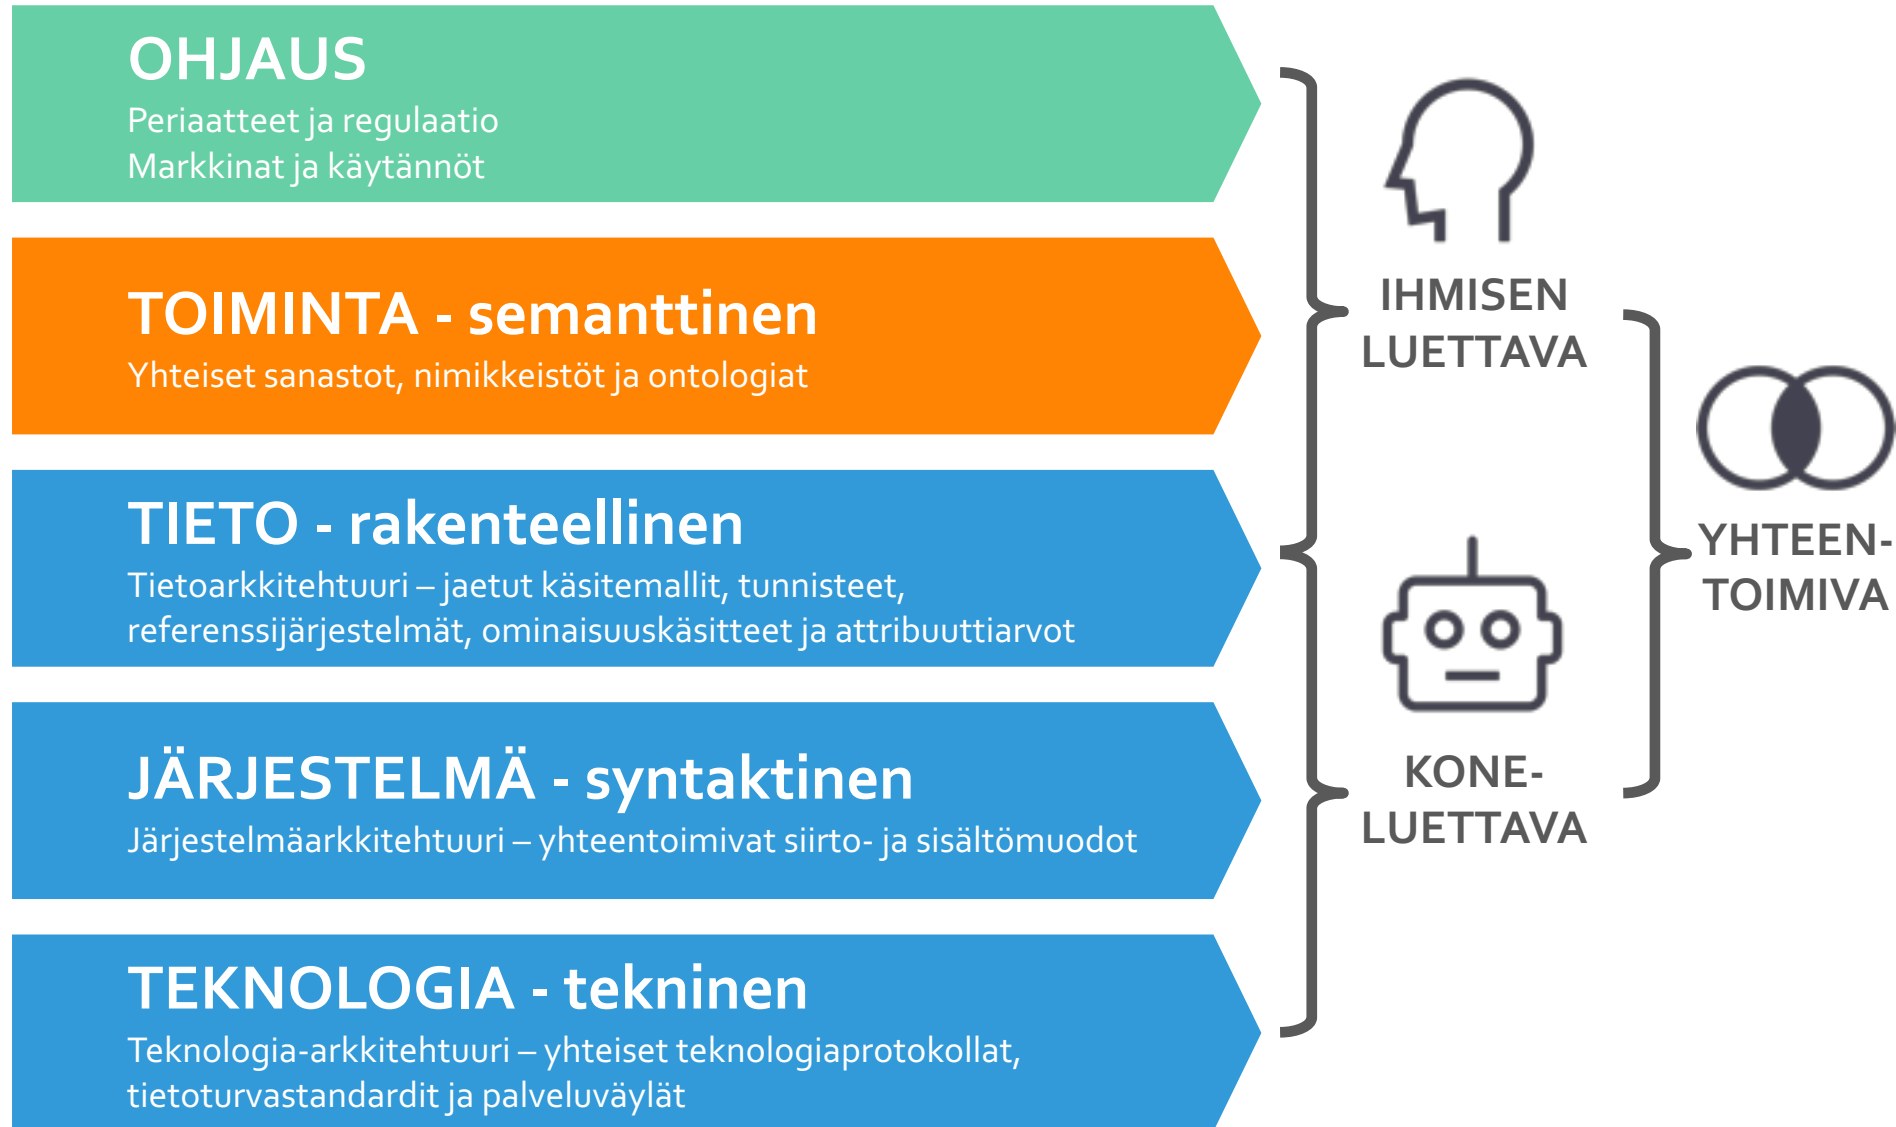 OHJAUS
Periaatteet ja regulaatio
Markkinat ja käytännöt
TOIMINTA - semanttinen
Yhteiset sanastot, nimikkeistöt ja ontologiat
TIETO - rakenteellinen
Tietoarkkitehtuuri – jaetut käsitemallit, tunnisteet,
referenssijärjestelmät, ominaisuuskäsitteet ja attribuuttiarvot
JÄRJESTELMÄ - syntaktinen
Järjestelmäarkkitehtuuri – yhteentoimivat siirto- ja sisältömuodot
TEKNOLOGIA - tekninen
Teknologia-arkkitehtuuri – yhteiset teknologiaprotokollat,
tietoturvastandardit ja palveluväylät
IHMISEN
LUETTAVA
KONE-
LUETTAVA
YHTEEN-
TOIMIVA